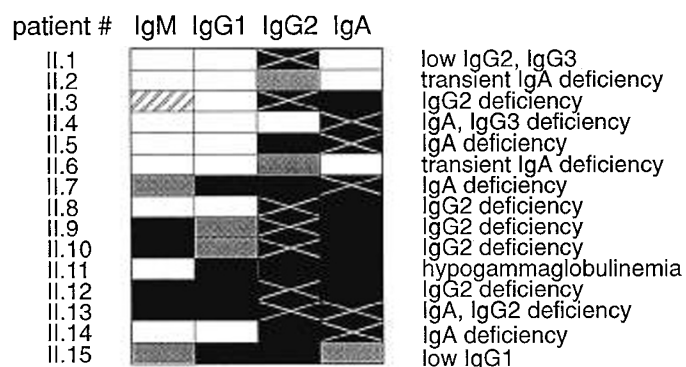 patient # IgM IgG1 IgG2 IgA
II.1 low IgG2, IgG3
II.2 transient IgA deficiency
II.3 IgG2 deficiency
II.4 IgA, IgG3 deficiency
II.5 IgA deficiency
II.6 transient IgA deficiency
II.7 IgA deficiency
II.8 IgG2 deficiency
II.9 IgG2 deficiency
II.10 IgG2 deficiency
II.11 hypogammaglobulinemia
II.12 IgG2 deficiency
II.13 IgA, IgG2 deficiency
II.14 IgA deficiency
II.15 low IgG1